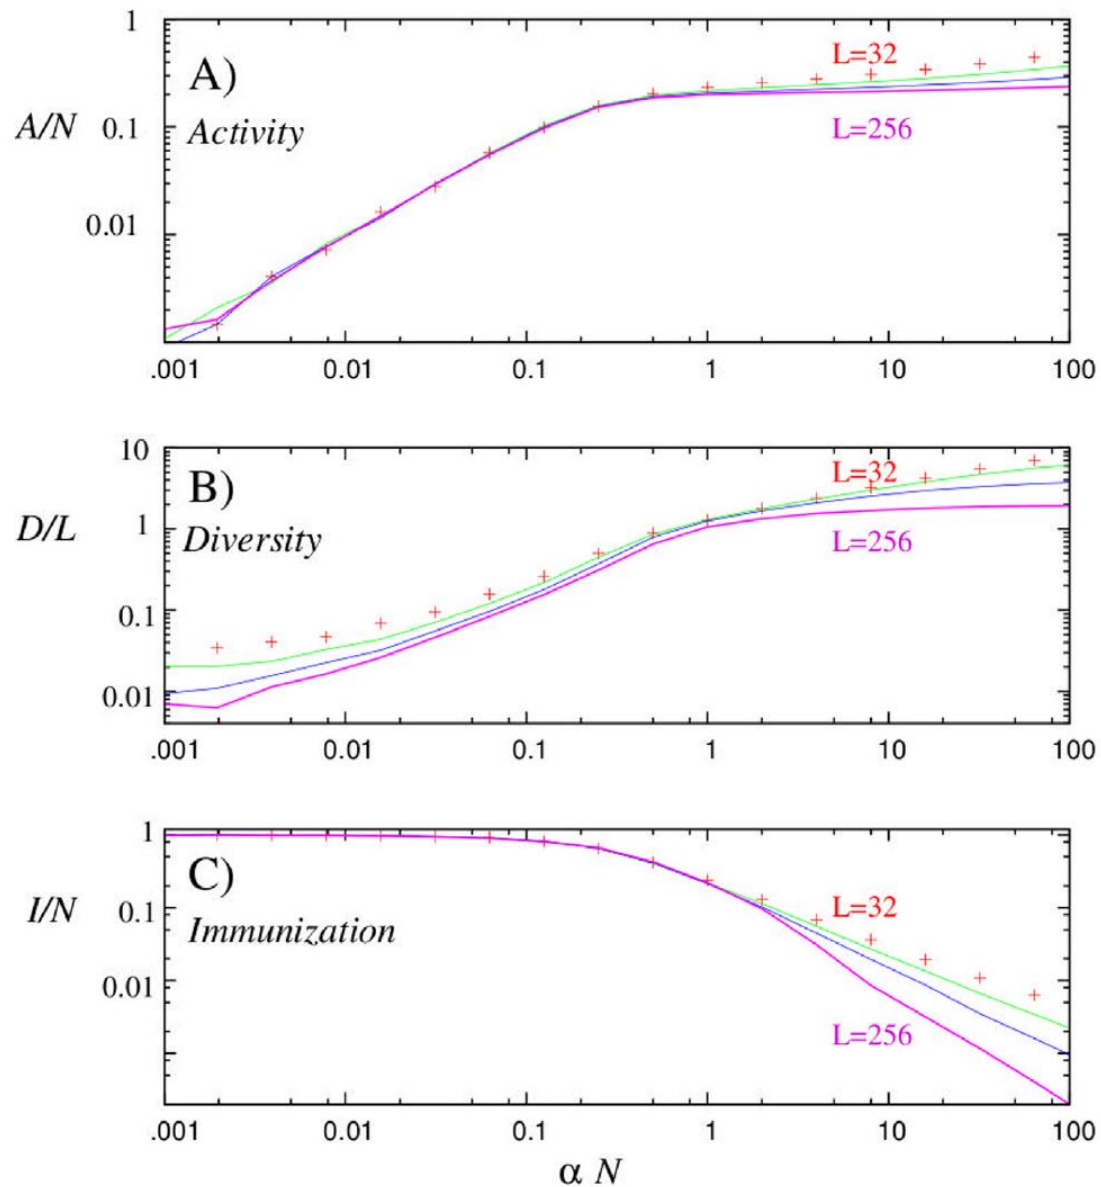 1
A)
L=32
A/N
0.1
Activity
L=256
0.01
.001 0.01 0.1 1 10 100
10
B)
L=32
D/L
1
Diversity
L=256
0.1
0.01
.001 0.01 0.1 1 10 100
1
C)
I/N
0.1
L=32
Immunization
0.01
L=256
.001 0.01 0.1 1 10 100
α N